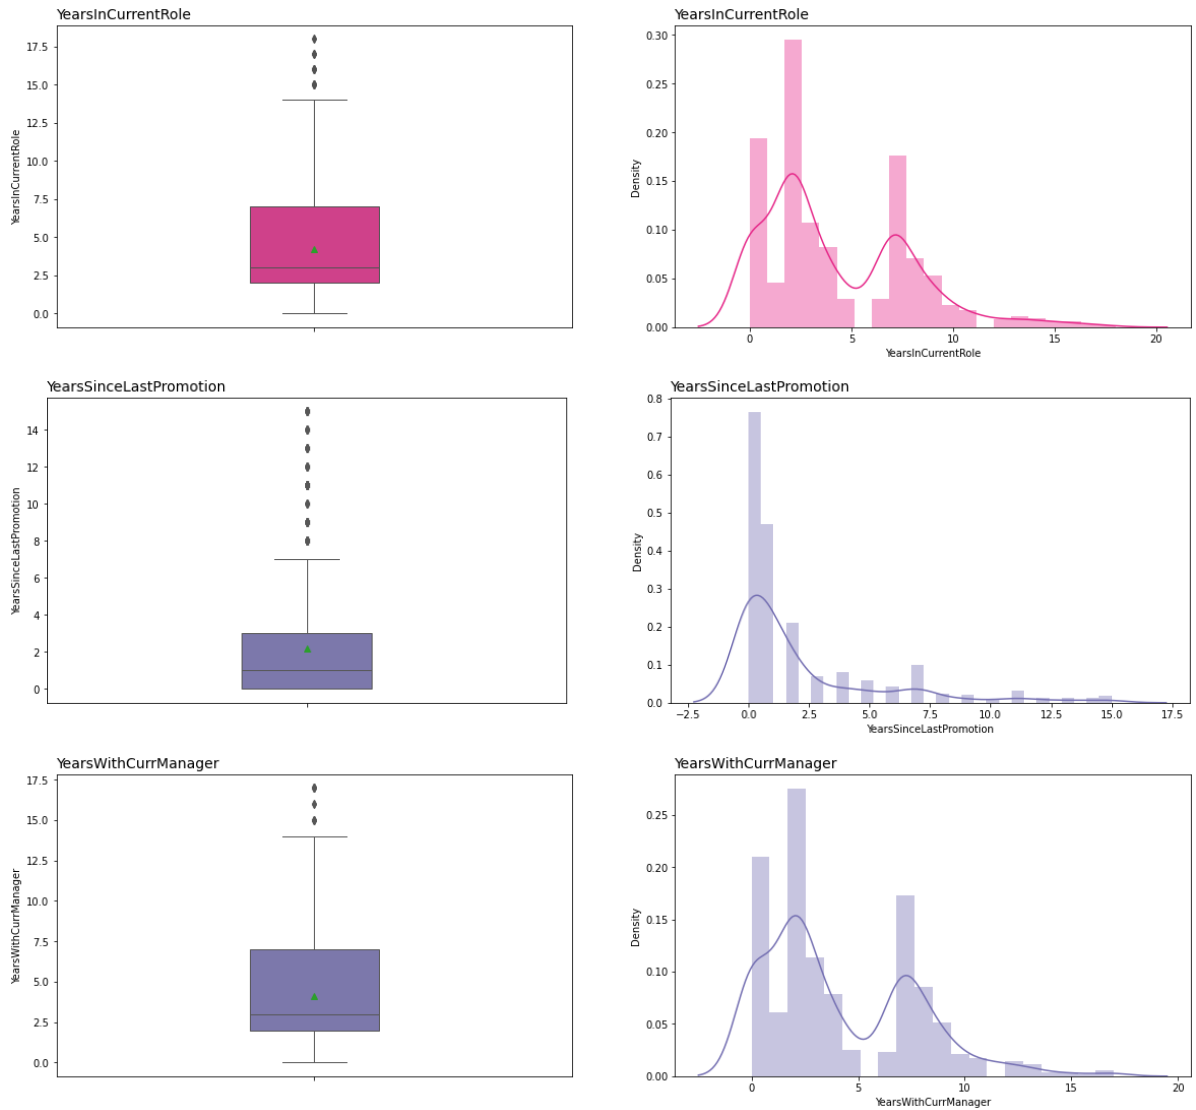 YearsInCurrentRole
17.5
15.0
12.5
10.0
7.5
5.0
2.5
0.0
YearsInCurrentRole
YearsInCurrentRole
0.30
0.25
0.20
0.15
0.10
0.05
0.00
Density
0 5 10 15 20
YearsInCurrentRole
YearsSinceLastPromotion
14
12
10
8
6
4
2
0
YearsSinceLastPromotion
YearsSinceLastPromotion
0.8
0.7
0.6
0.5
0.4
0.3
0.2
0.1
0.0
Density
−2.5 0.0 2.5 5.0 7.5 10.0 12.5 15.0 17.5
YearsSinceLastPromotion
YearsWithCurrManager
17.5
15.0
12.5
10.0
7.5
5.0
2.5
0.0
YearsWithCurrManager
YearsWithCurrManager
0.25
0.20
0.15
0.10
0.05
0.00
Density
0 5 10 15 20
YearsWithCurrManager